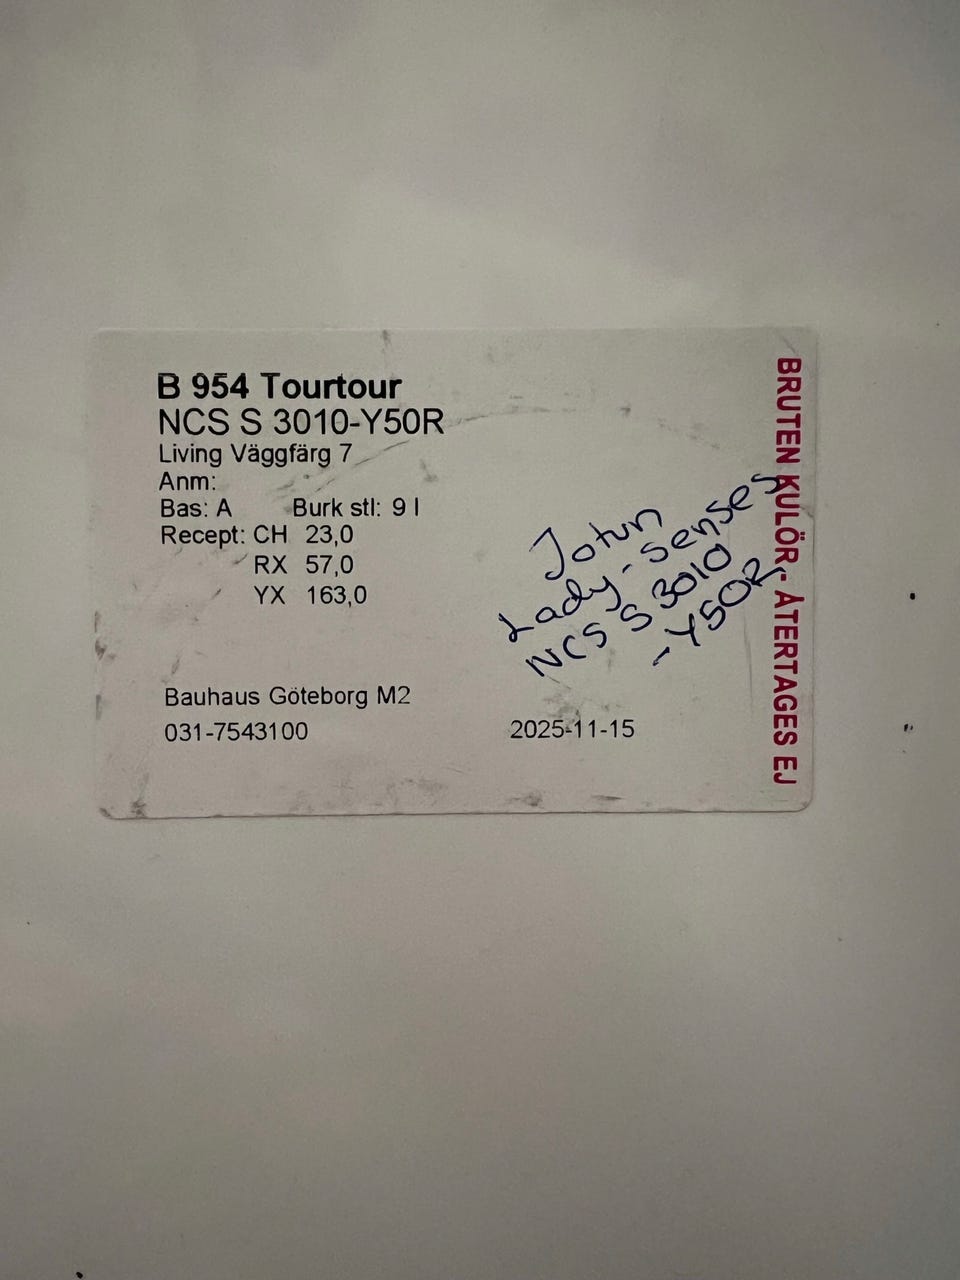 B 954 Tourtour
NCS S 3010-Y50R
Living Väggfärg 7
Anm:
Bas: A Burk stl: 9 l
Recept: CH 23,0
RX 57,0
YX 163,0
Bauhaus Göteborg M2
031-7543100 2025-11-15
Jotun
Lady-senses
NCS S 3010
-Y50R
BRUTEN KULÖR - ÅTERTAGES EJ